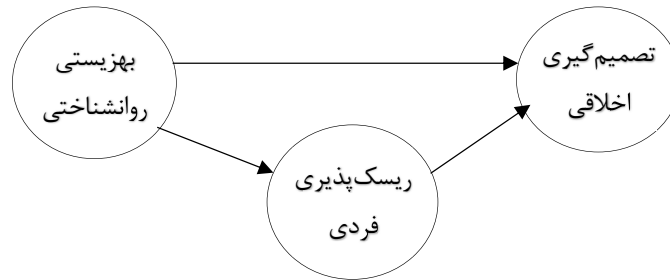 بهزیستی
روانشناختی
تصمیم‌گیری
اخلاقی
ریسک‌پذیری
فردی